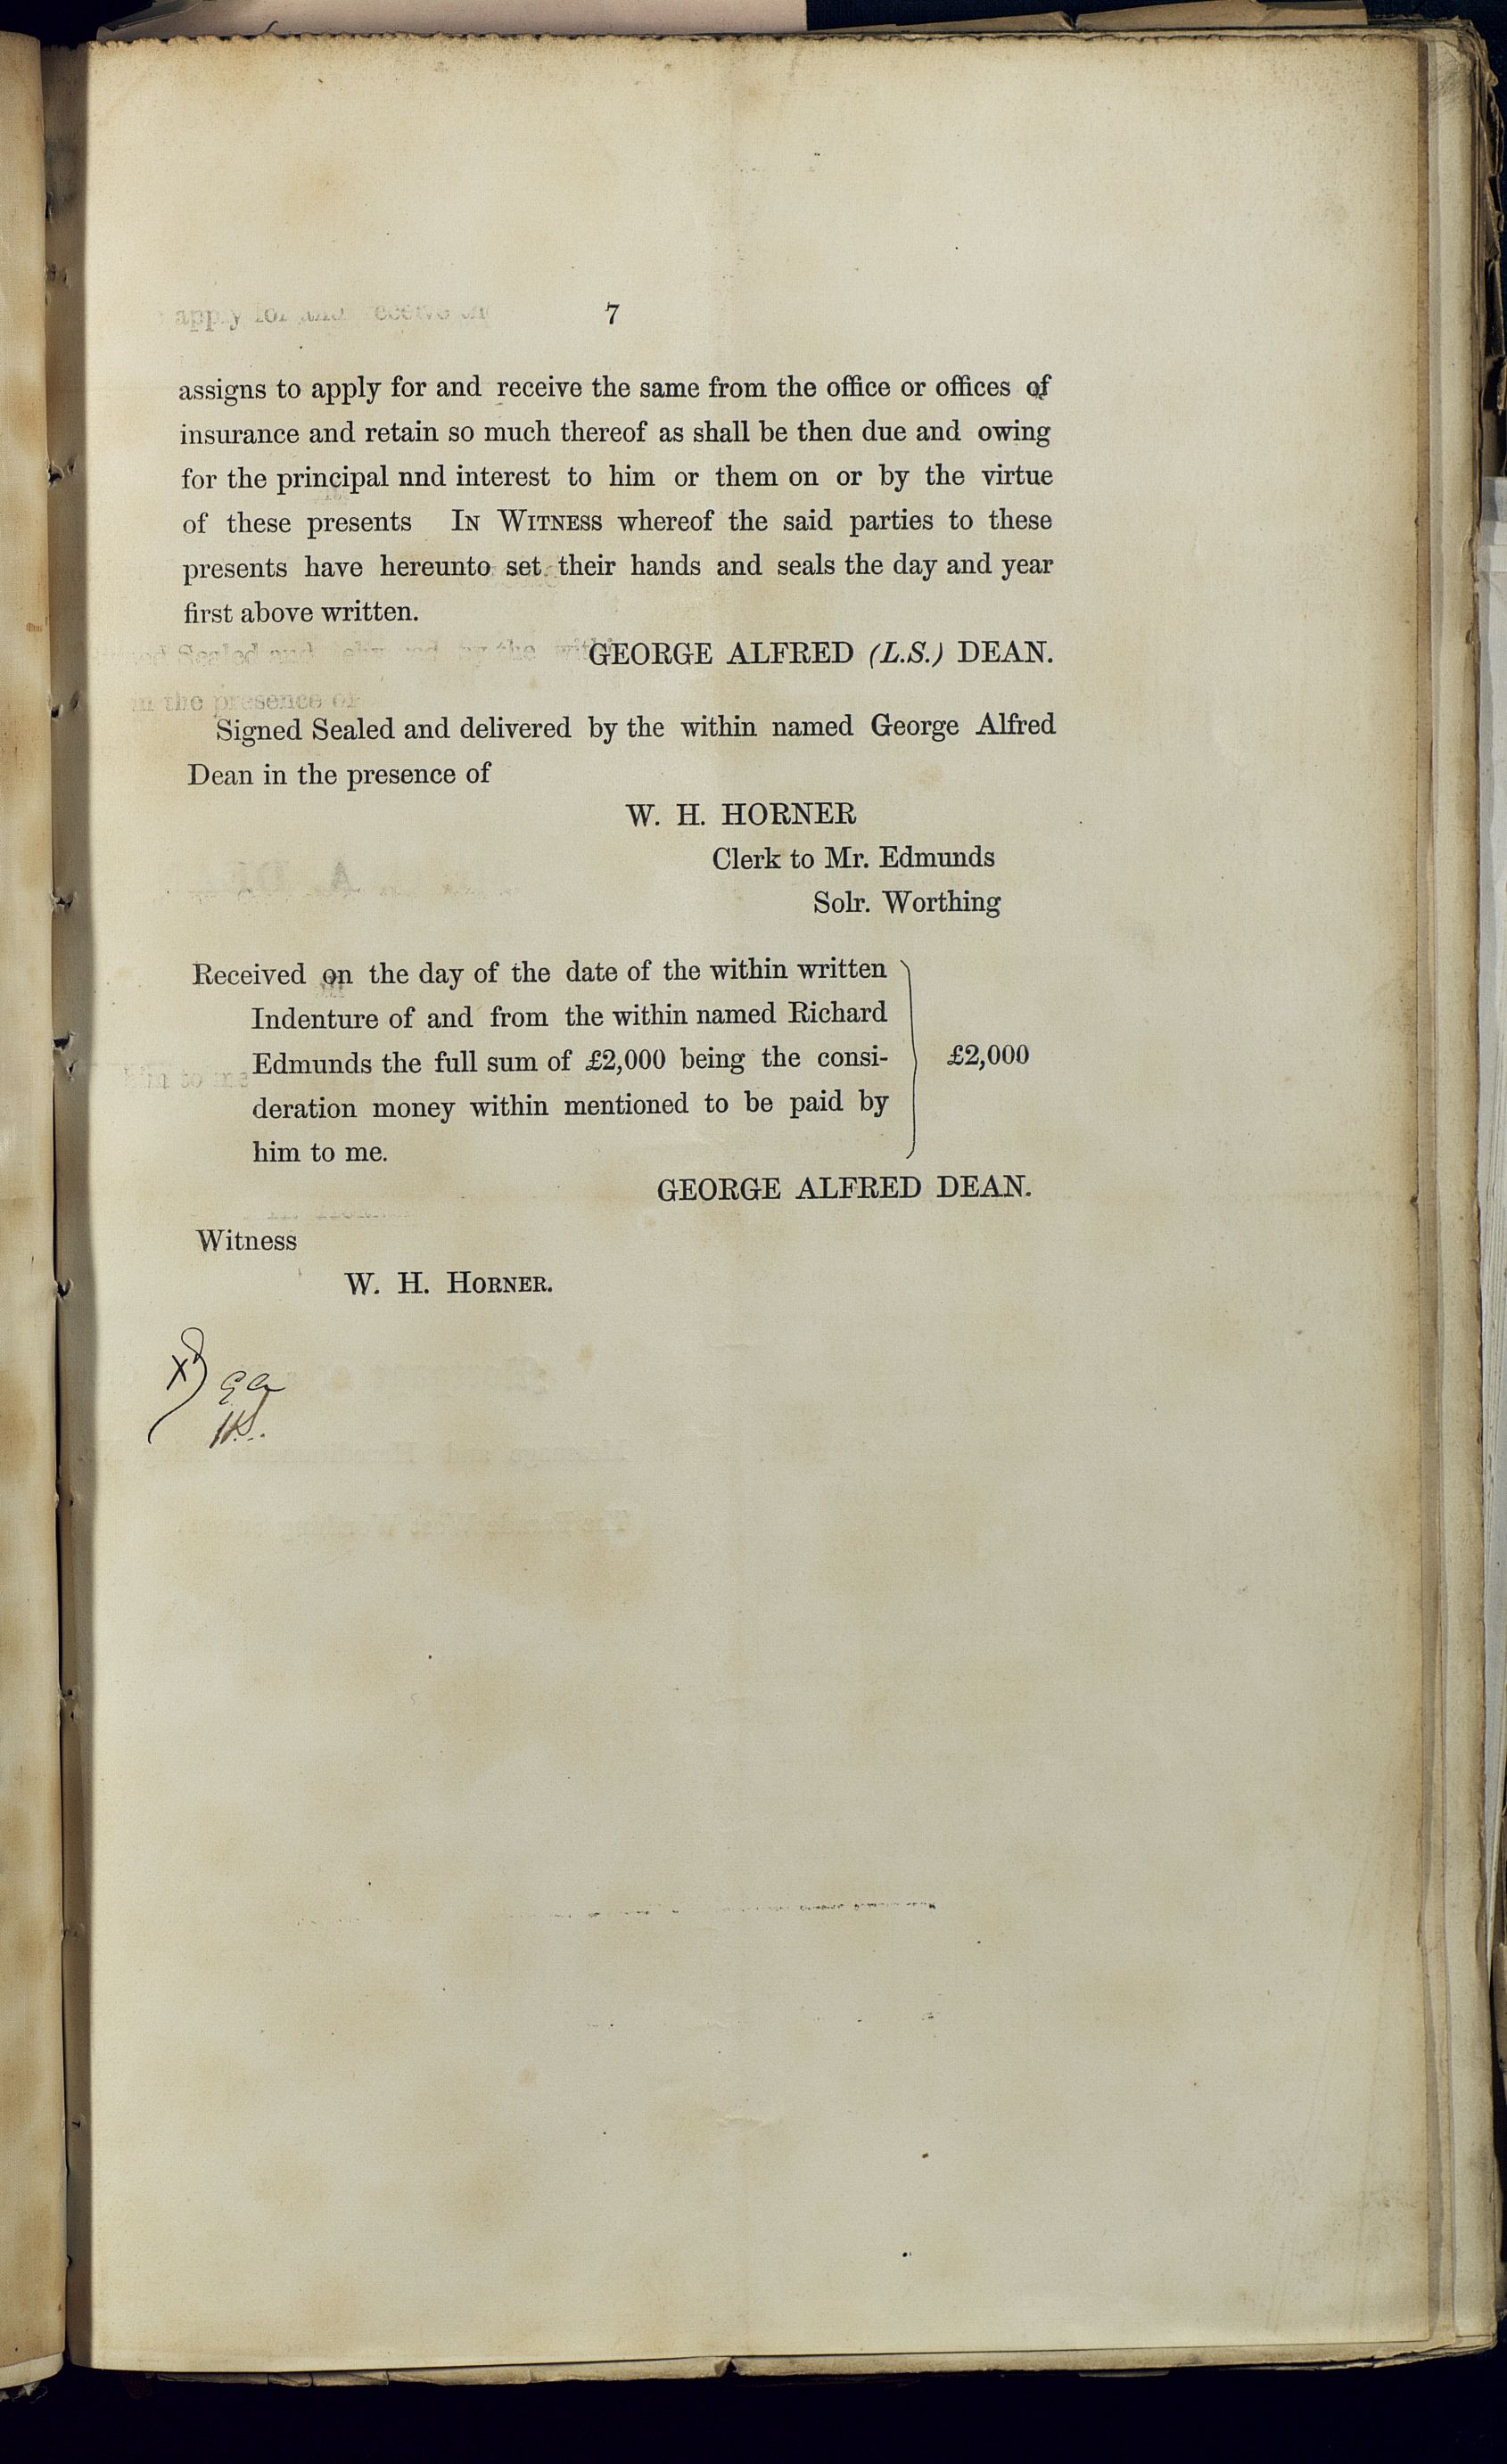 7
assigns to apply for and receive the same from the office or offices of
insurance and retain so much thereof as shall be then due and owing
for the principal nnd interest to him or them on or by the virtue
of these presents IN WITNESS whereof the said parties to these
presents have hereunto set their hands and seals the day and year
first above written.
GEORGE ALFRED (L.S.) DEAN.
Signed Sealed and delivered by the within named George Alfred
Dean in the presence of
W. H. HORNER
Clerk to Mr. Edmunds
Solr. Worthing
Received on the day of the date of the within written
Indenture of and from the within named Richard
Edmunds the full sum of £2,000 being the consi-
£2,000
deration money within mentioned to be paid by
him to me.
GEORGE ALFRED DEAN.
Witness
W. H. HORNER.